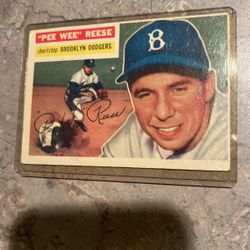 "PEE WEE" REESE
shortstop BROOKLYN DODGERS
B
"Pee Wee" Reese